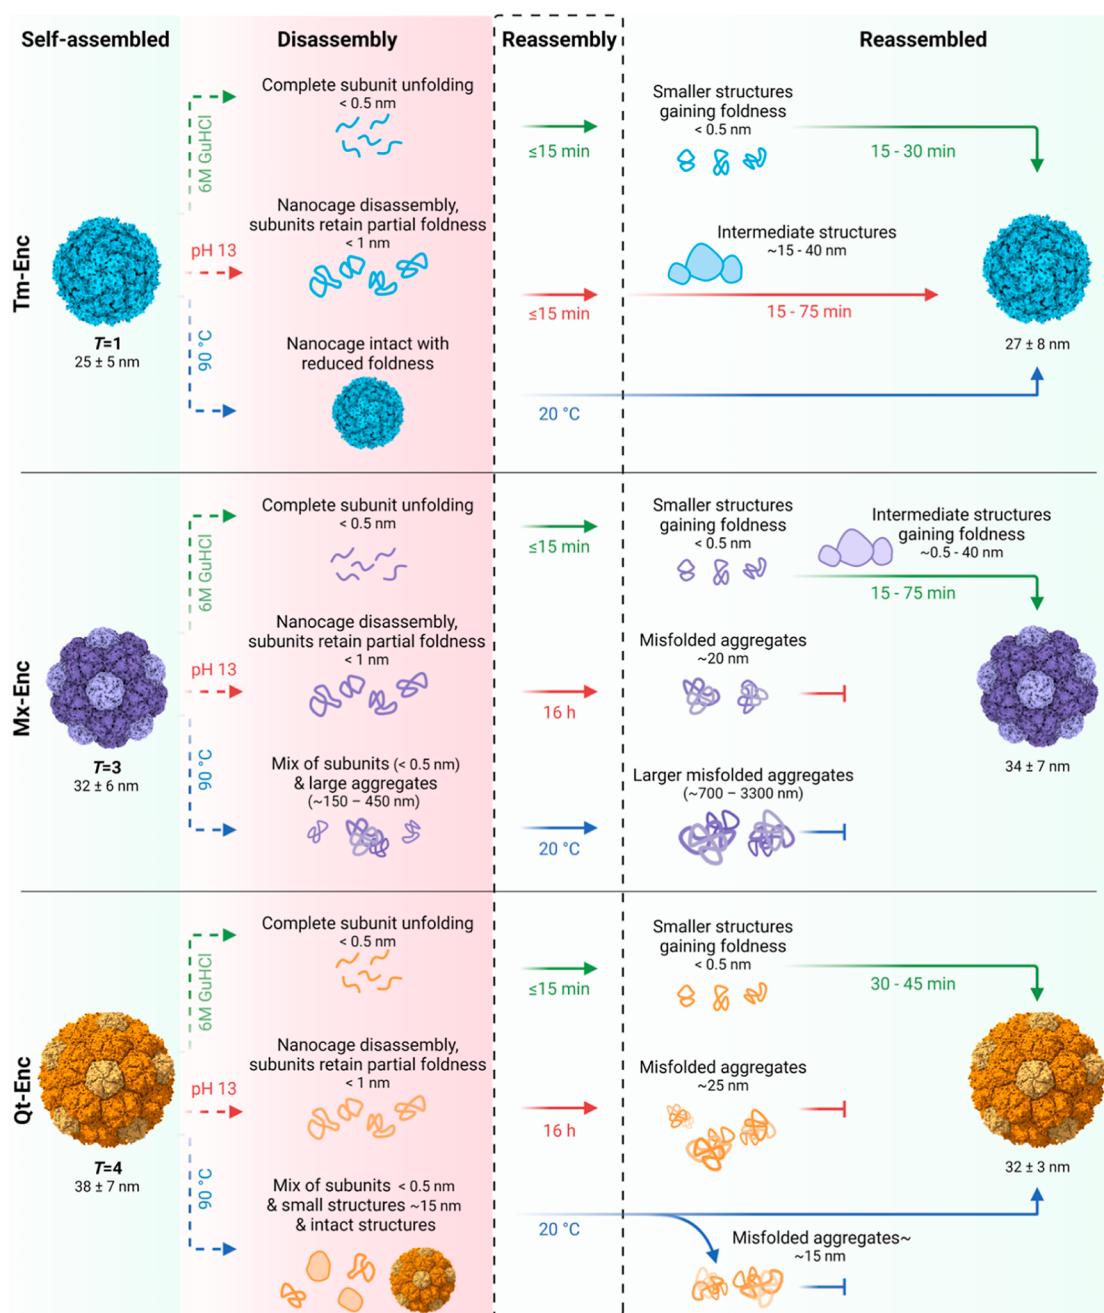 Self-assembled
Disassembly
Reassembly
Reassembled
Tm-Enc
T=1
25 ± 5 nm
6M GuHCl
pH 13
90 °C
Complete subunit unfolding
< 0.5 nm
Nanocage disassembly,
subunits retain partial foldness
< 1 nm
Nanocage intact with
reduced foldness
≤15 min
≤15 min
20 °C
Smaller structures
gaining foldness
< 0.5 nm
15 - 30 min
Intermediate structures
~15 - 40 nm
15 - 75 min
27 ± 8 nm
Mx-Enc
T=3
32 ± 6 nm
6M GuHCl
pH 13
90 °C
Complete subunit unfolding
< 0.5 nm
Nanocage disassembly,
subunits retain partial foldness
< 1 nm
Mix of subunits (< 0.5 nm)
& large aggregates
(~150 – 450 nm)
≤15 min
16 h
20 °C
Smaller structures
gaining foldness
< 0.5 nm
Intermediate structures
gaining foldness
~0.5 - 40 nm
15 - 75 min
Misfolded aggregates
~20 nm
Larger misfolded aggregates
(~700 – 3300 nm)
34 ± 7 nm
Qt-Enc
T=4
38 ± 7 nm
6M GuHCl
pH 13
90 °C
Complete subunit unfolding
< 0.5 nm
Nanocage disassembly,
subunits retain partial foldness
< 1 nm
Mix of subunits < 0.5 nm
& small structures ~15 nm
& intact structures
≤15 min
16 h
20 °C
Smaller structures
gaining foldness
< 0.5 nm
30 - 45 min
Misfolded aggregates
~25 nm
Misfolded aggregates~
~15 nm
32 ± 3 nm